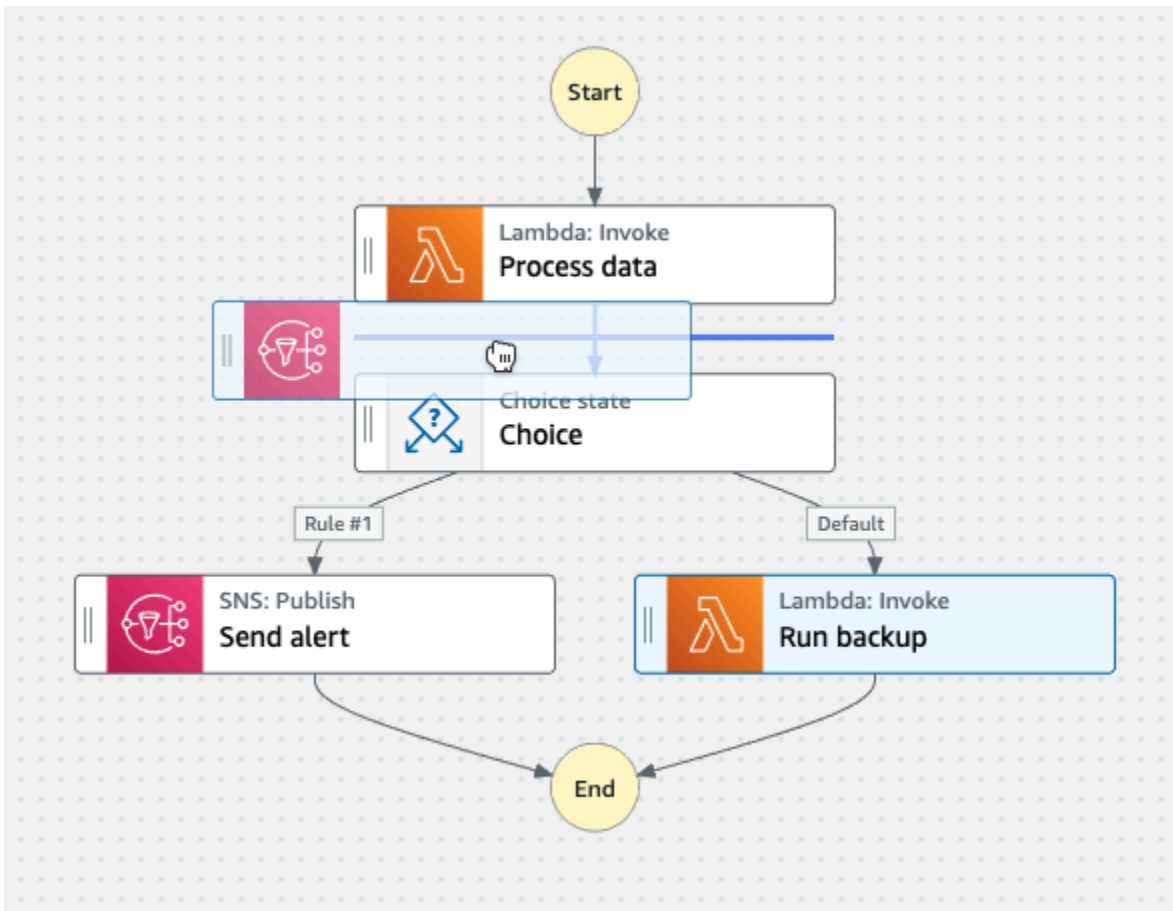 Start
Lambda: Invoke
Process data
Choice state
Choice
?
Rule #1
Default
SNS: Publish
Send alert
Lambda: Invoke
Run backup
End